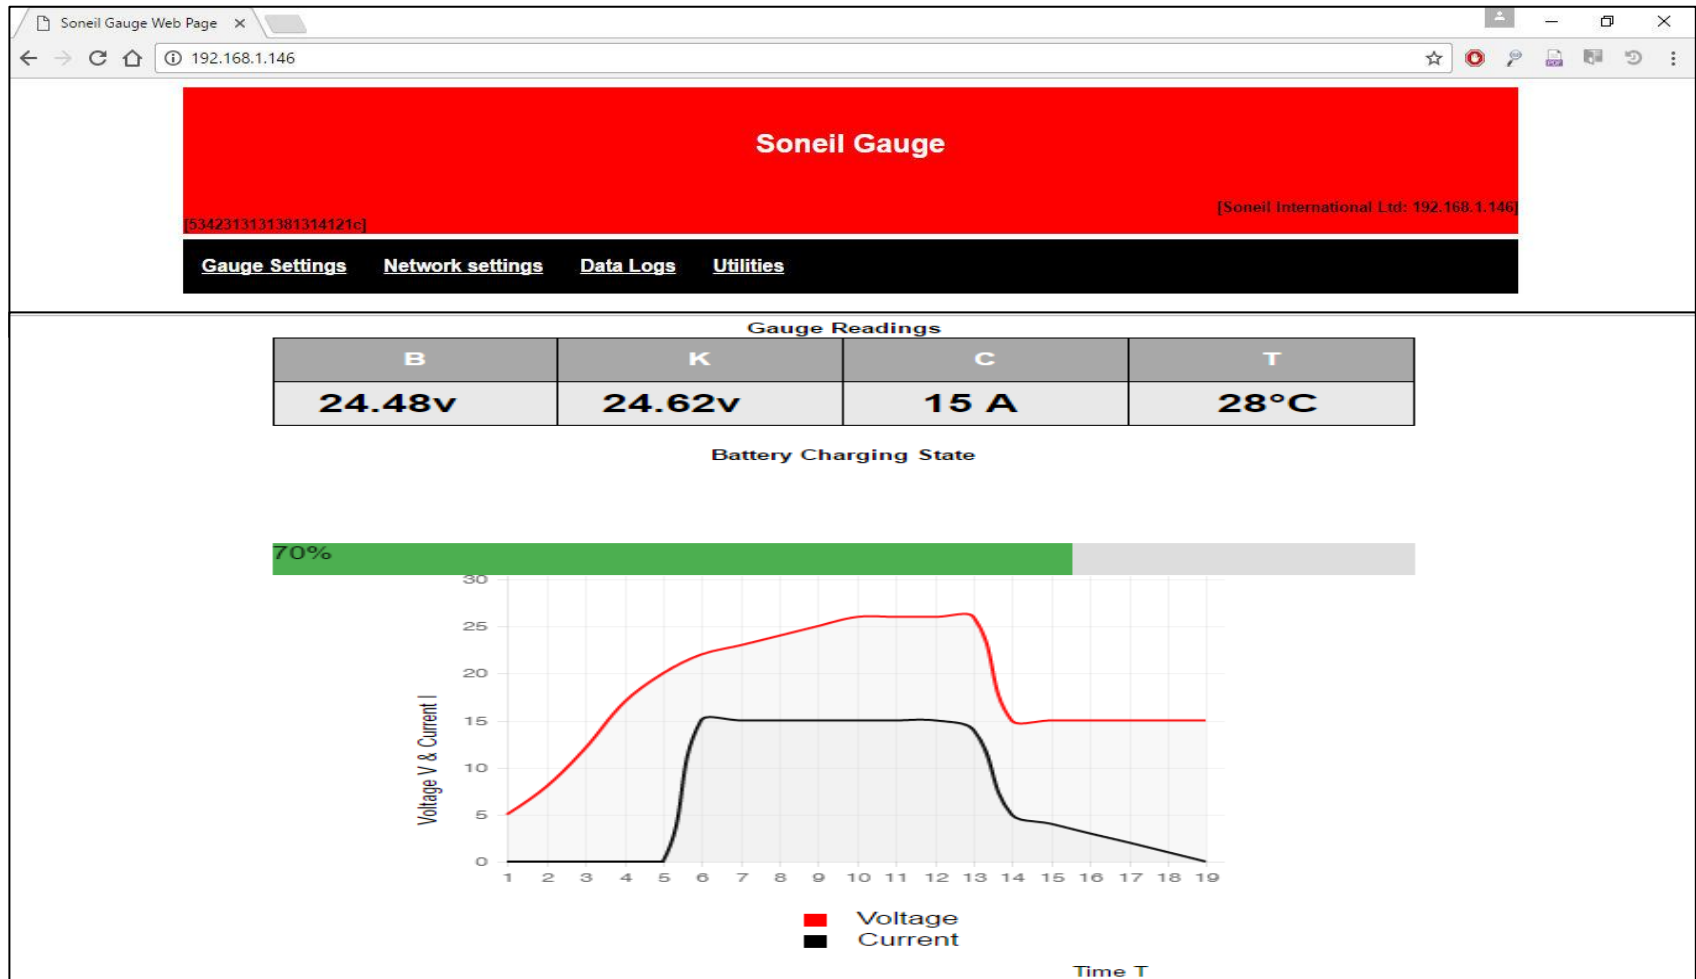 Soneil Gauge Web Page
192.168.1.146
Soneil Gauge
[Soneil International Ltd: 192.168.1.146]
[5342313131381314121c]
Gauge Settings Network settings Data Logs Utilities
Gauge Readings
B K C T
24.48v 24.62v 15 A 28°C
Battery Charging State
70%
30
25
20
15
10
5
0
Voltage V & Current I
1 2 3 4 5 6 7 8 9 10 11 12 13 14 15 16 17 18 19
Voltage
Current
Time T